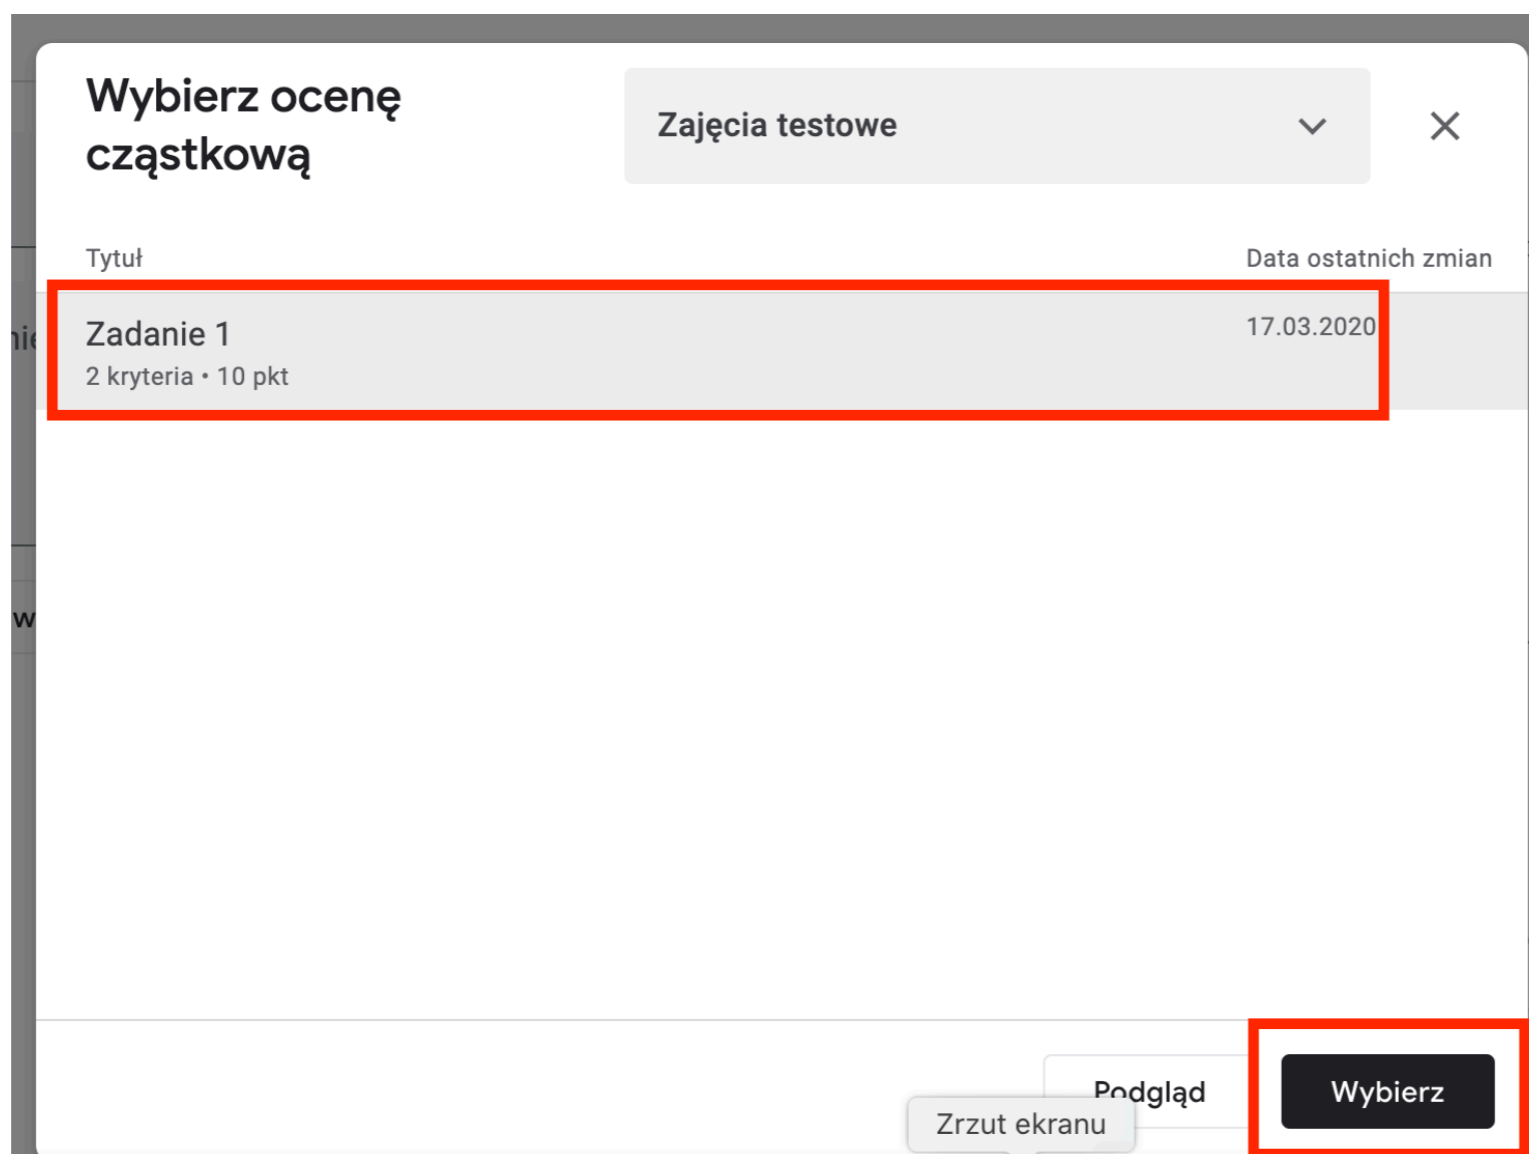 Wybierz ocenę
cząstkową
Zajęcia testowe
Tytuł
Data ostatnich zmian
Zadanie 1
17.03.2020
2 kryteria • 10 pkt
w
Podgląd
Wybierz
Zrzut ekranu